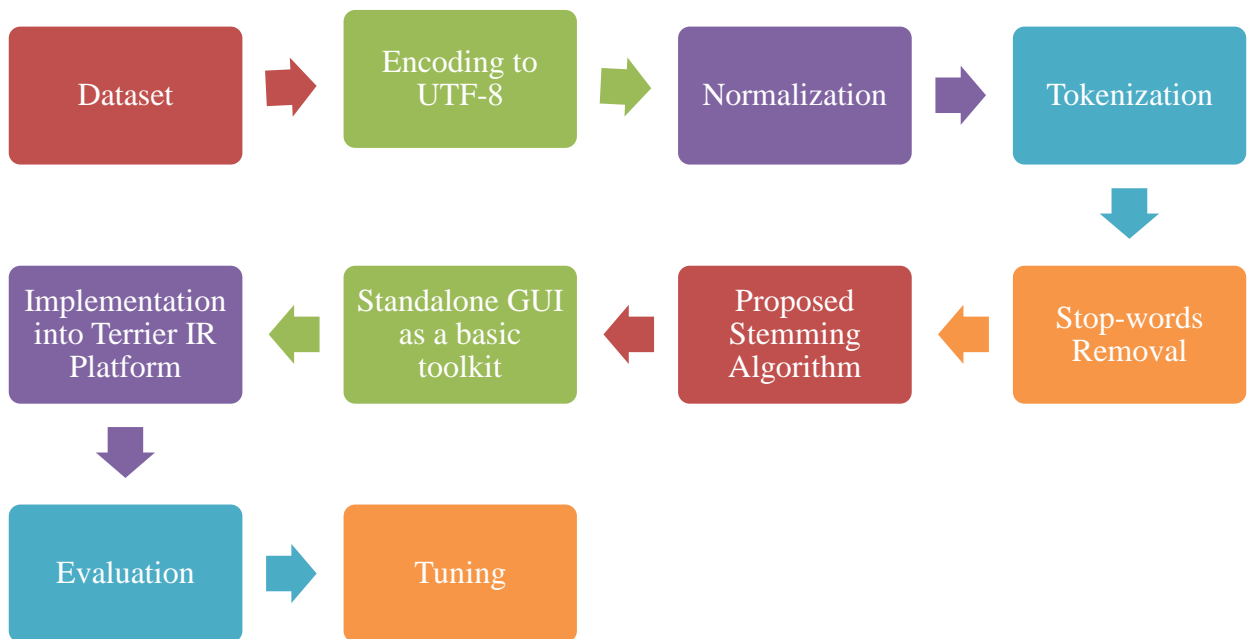 Dataset
Encoding to
UTF-8
Normalization
Tokenization
Stop-words
Removal
Proposed
Stemming
Algorithm
Standalone GUI
as a basic
toolkit
Implementation
into Terrier IR
Platform
Evaluation
Tuning